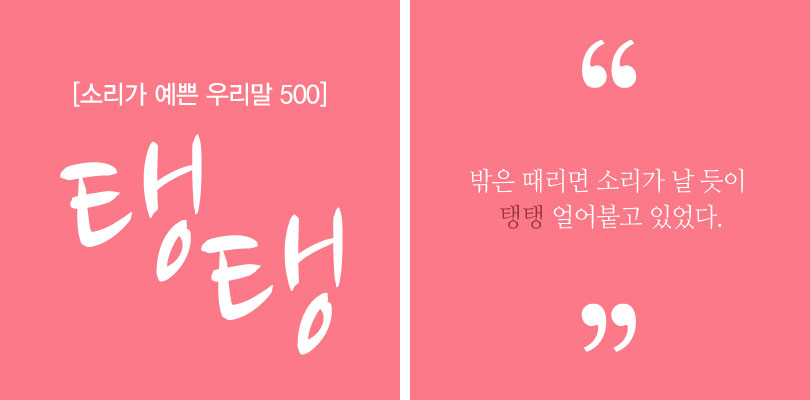 [소리가 예쁜 우리말 500]
탱
탱
“
밖은 때리면 소리가 날 듯이
탱탱 얼어붙고 있었다.
”